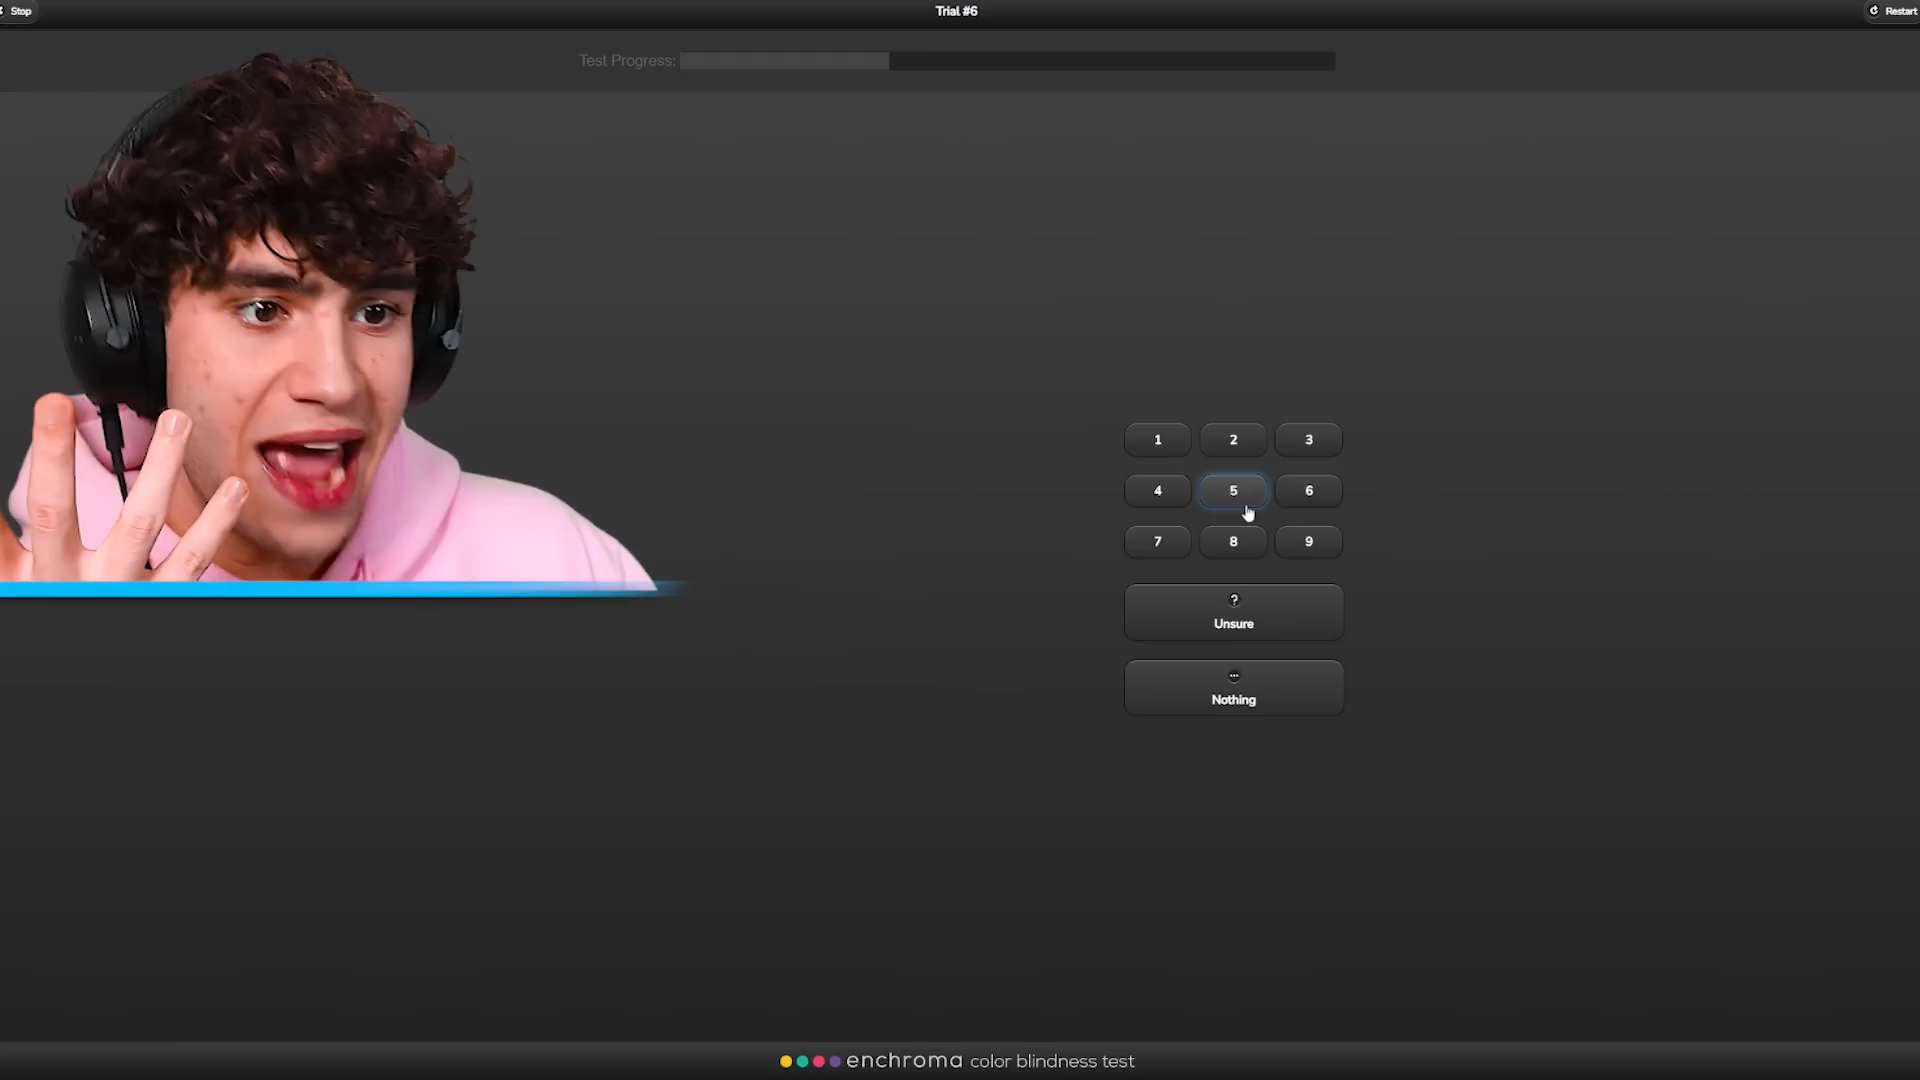 Stop
Trial #6
Restart
Test Progress:
1 2 3
4 5 6
7 8 9
?
Unsure
...
Nothing
enchroma color blindness test